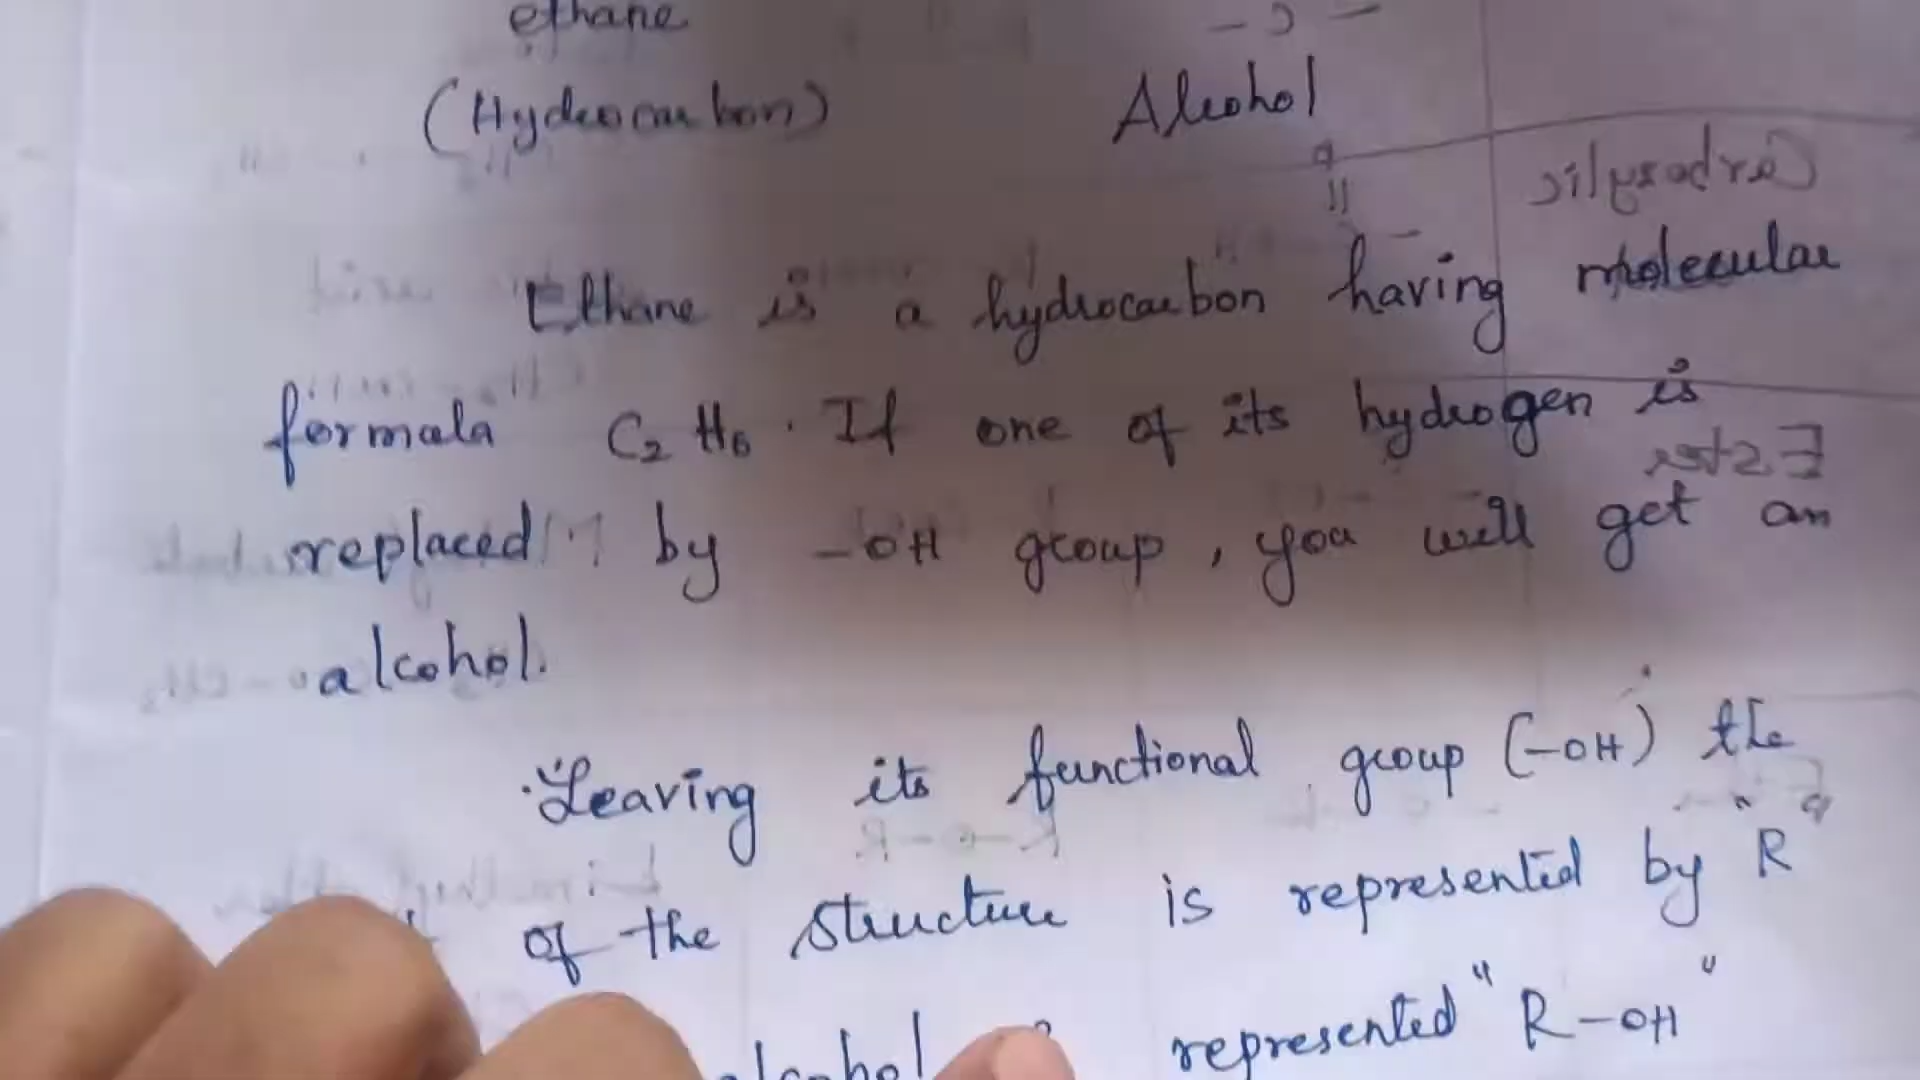 ethane
(Hydrocarbon) Alcohol
Ethane is a hydrocarbon having molecular
formula C2 H6. If one of its hydrogen is
replaced by -OH group, you will get an
alcohol.
Leaving its functional group (-OH) the
of the structure is represented by "R"
alcohol represented "R-OH"